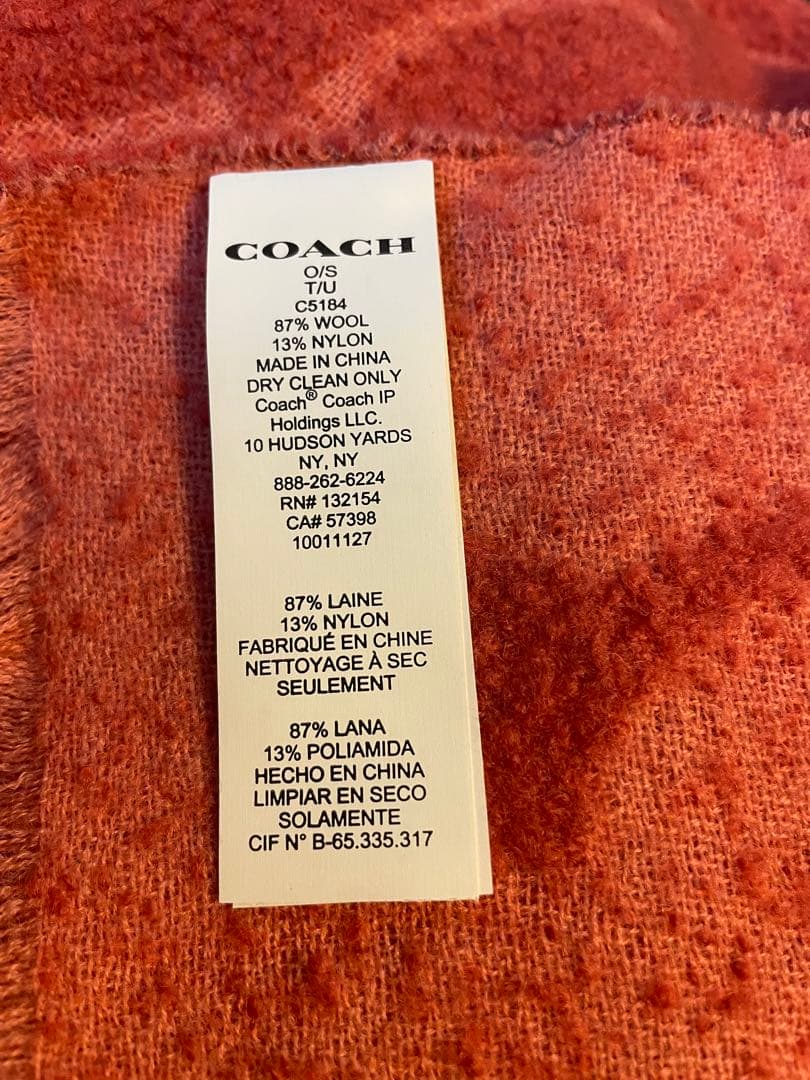 COACH
O/S
T/U
C5184
87% WOOL
13% NYLON
MADE IN CHINA
DRY CLEAN ONLY
Coach® Coach IP
Holdings LLC.
10 HUDSON YARDS
NY, NY
888-262-6224
RN# 132154
CA# 57398
10011127
87% LAINE
13% NYLON
FABRIQUÉ EN CHINE
NETTOYAGE À SEC
SEULEMENT
87% LANA
13% POLIAMIDA
HECHO EN CHINA
LIMPIAR EN SECO
SOLAMENTE
CIF N° B-65.335.317